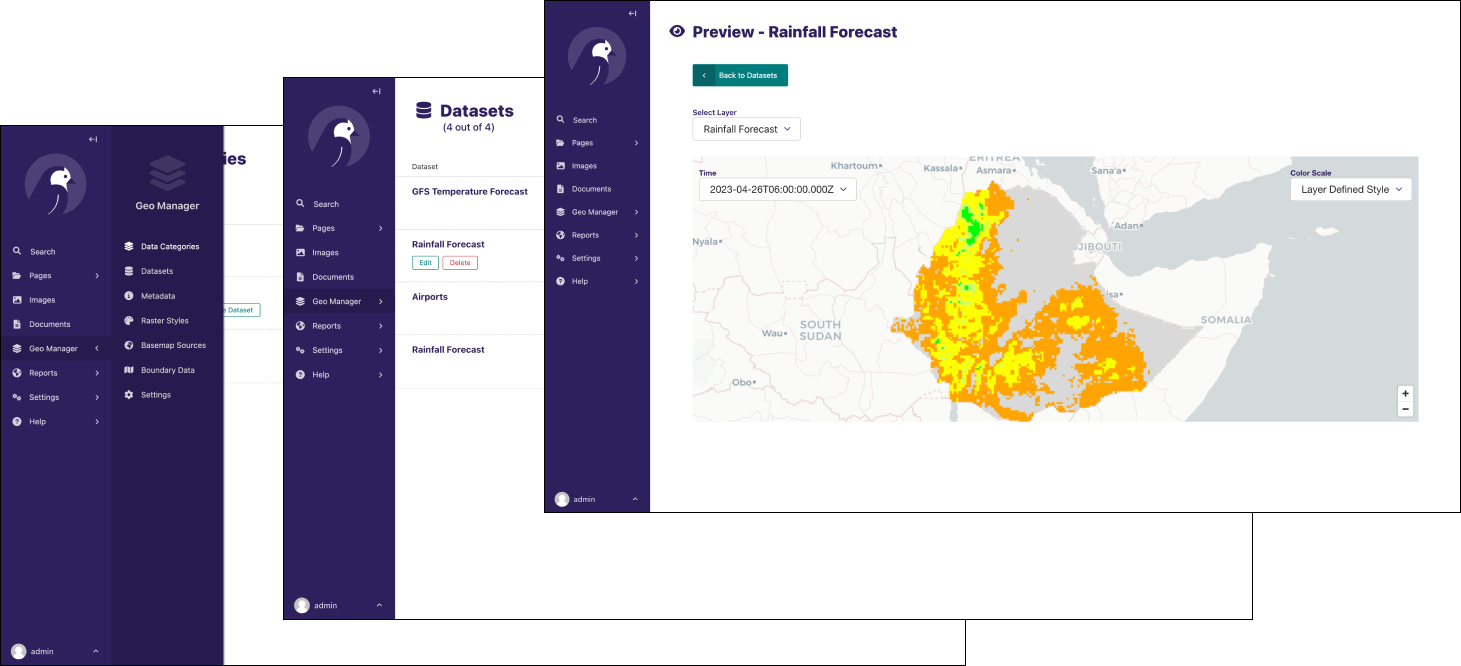 ies
Geo Manager
Search
Pages
Images
Documents
Geo Manager
Reports
Settings
Help
Data Categories
Datasets
Metadata
Raster Styles
Basemap Sources
Boundary Data
Settings
e Dataset
admin
Datasets
(4 out of 4)
Search
Pages
Images
Documents
Geo Manager
Reports
Settings
Help
Dataset
GFS Temperature Forecast
Rainfall Forecast
Edit Delete
Airports
Rainfall Forecast
admin
Preview - Rainfall Forecast
Back to Datasets
Search
Pages
Images
Documents
Geo Manager
Reports
Settings
Help
Select Layer
Rainfall Forecast
Time
2023-04-26T06:00:00.000Z
Color Scale
Layer Defined Style
Khartoum
Kassala
ERITREA
Asmara
Sana'a
Nyala
Adan
JIBOUTI
isa
SOMALIA
Wau
SOUTH
SUDAN
Obo
+
−
admin